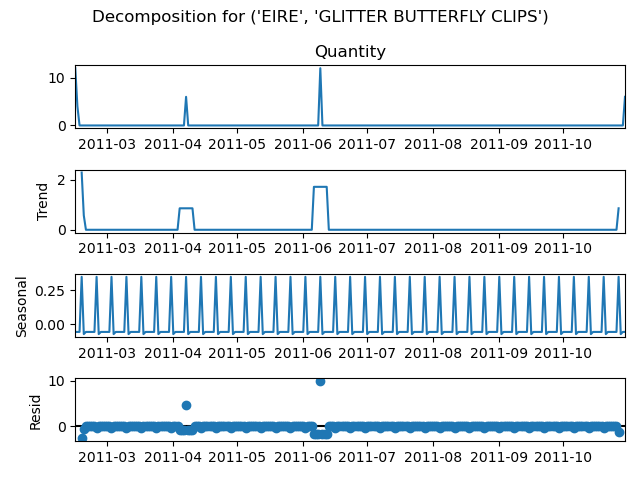 Decomposition for ('EIRE', 'GLITTER BUTTERFLY CLIPS')
Quantity
10
0
2011-03 2011-04 2011-05 2011-06 2011-07 2011-08 2011-09 2011-10
Trend
2
0
2011-03 2011-04 2011-05 2011-06 2011-07 2011-08 2011-09 2011-10
Seasonal
0.25
0.00
2011-03 2011-04 2011-05 2011-06 2011-07 2011-08 2011-09 2011-10
Resid
10
0
2011-03 2011-04 2011-05 2011-06 2011-07 2011-08 2011-09 2011-10